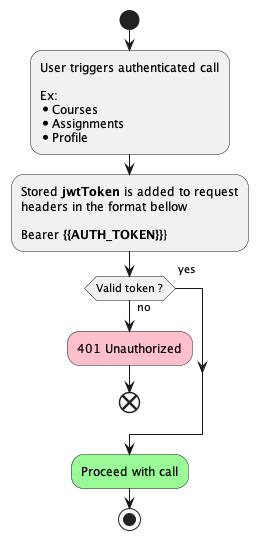 User triggers authenticated call
Ex:
• Courses
• Assignments
• Profile
Stored jwtToken is added to request
headers in the format bellow
Bearer {{AUTH_TOKEN}}}
yes
Valid token ?
no
401 Unauthorized
Proceed with call